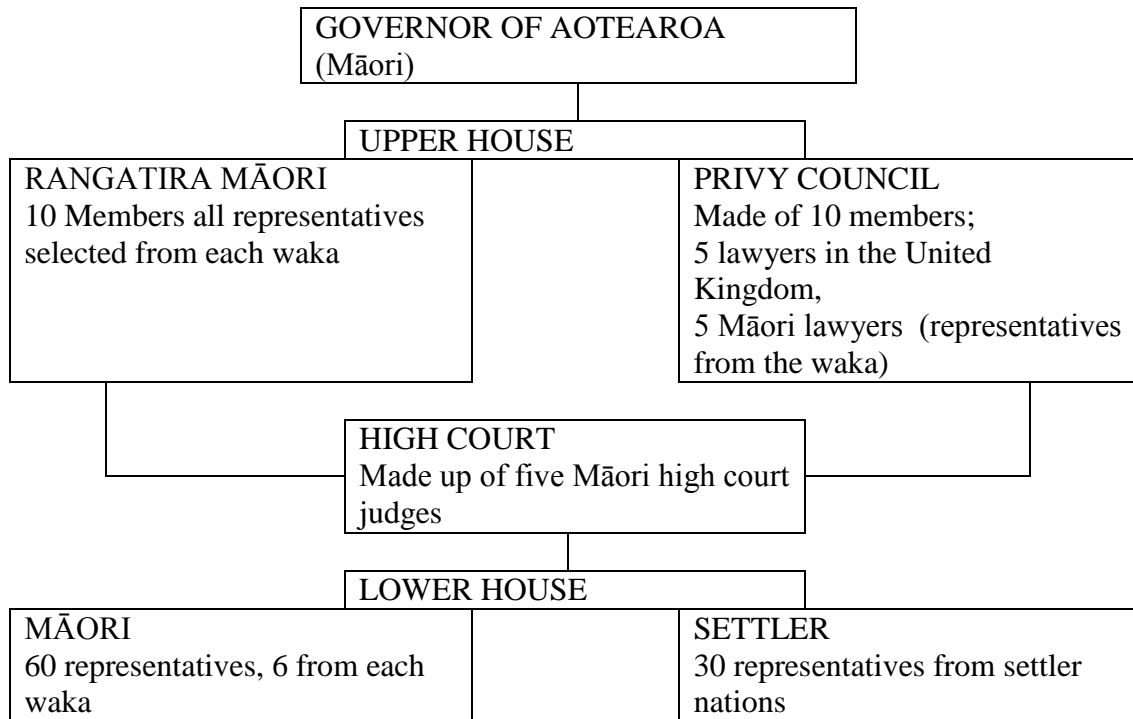 GOVERNOR OF AOTEAROA
(Māori)
UPPER HOUSE
RANGATIRA MĀORI
10 Members all representatives
selected from each waka
PRIVY COUNCIL
Made of 10 members;
5 lawyers in the United
Kingdom,
5 Māori lawyers (representatives
from the waka)
HIGH COURT
Made up of five Māori high court
judges
LOWER HOUSE
MĀORI
60 representatives, 6 from each
waka
SETTLER
30 representatives from settler
nations